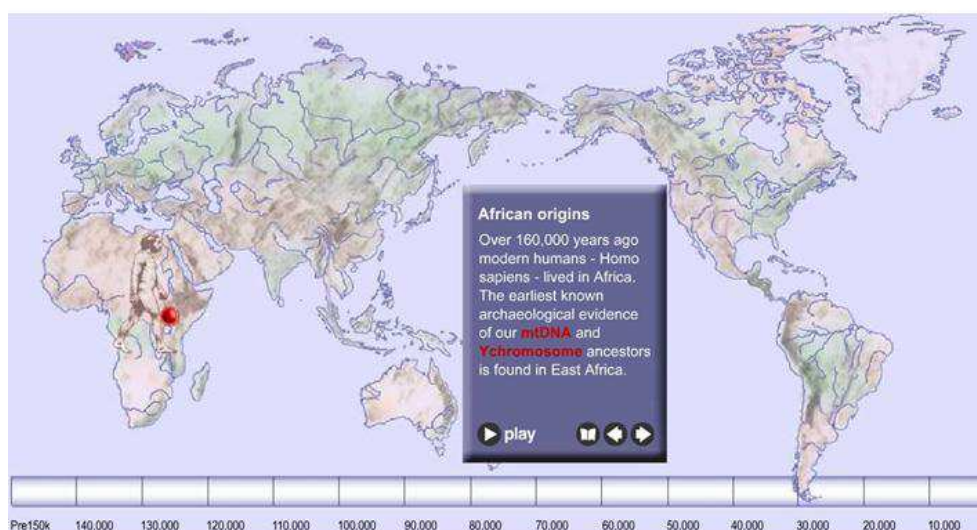 African origins
Over 160,000 years ago
modern humans - Homo
sapiens - lived in Africa.
The earliest known
archaeological evidence
of our mtDNA and
Ychromosome ancestors
is found in East Africa.
play
Pre150k 140.000 130.000 120.000 110.000 100.000 90.000 80.000 70.000 60.000 50.000 40.000 30.000 20.000 10.000